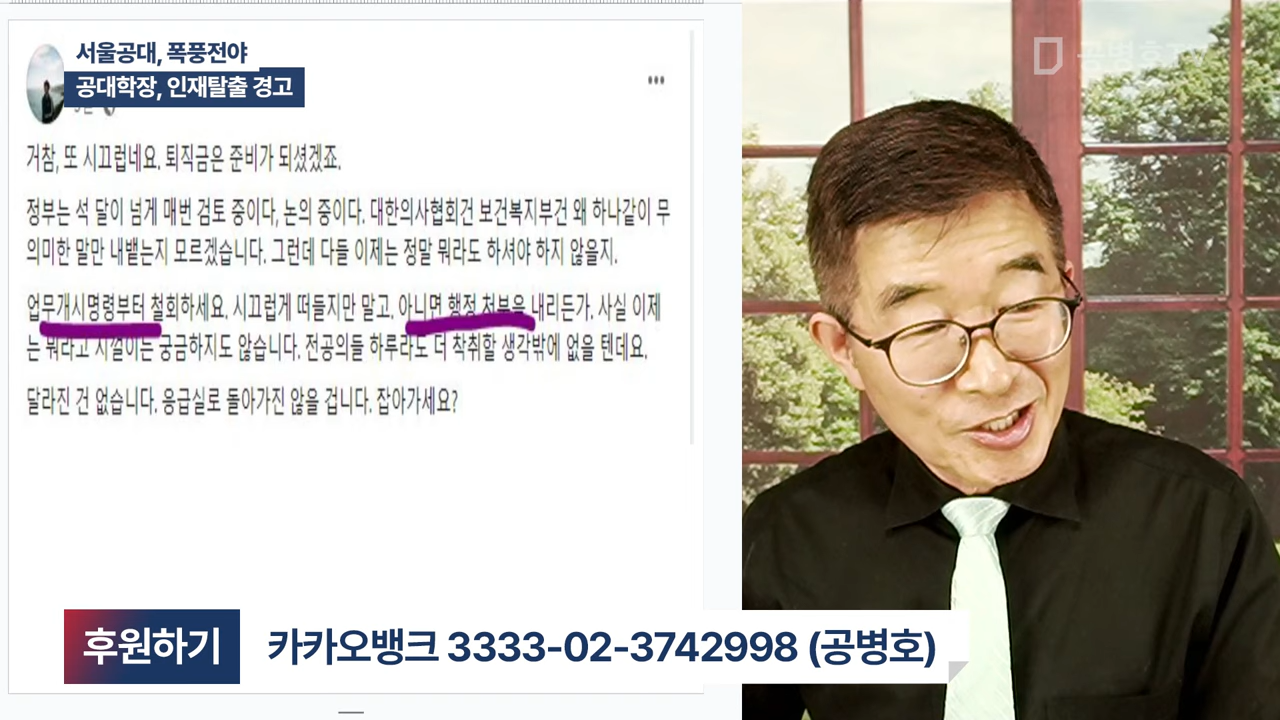 서울공대, 폭풍전야
공대학장, 인재탈출 경고
공병호TV
거참, 또 시끄럽네요. 퇴직금은 준비가 되셨겠죠.
정부는 석 달이 넘게 매번 검토 중이다, 논의 중이다. 대한의사협회건 보건복지부건 왜 하나같이 무
의미한 말만 내뱉는지 모르겠습니다. 그런데 다들 이제는 정말 뭐라도 하셔야 하지 않을지.
업무개시명령부터 철회하세요. 시끄럽게 떠들지만 말고, 아니면 행정 처분을 내리든가. 사실 이제
는 뭐라고 지껄이든 궁금하지도 않습니다. 전공의들 하루라도 더 착취할 생각밖에 없을 텐데요.
달라진 건 없습니다. 응급실로 돌아가진 않을 겁니다. 잡아가세요?
후원하기 카카오뱅크 3333-02-3742998 (공병호)